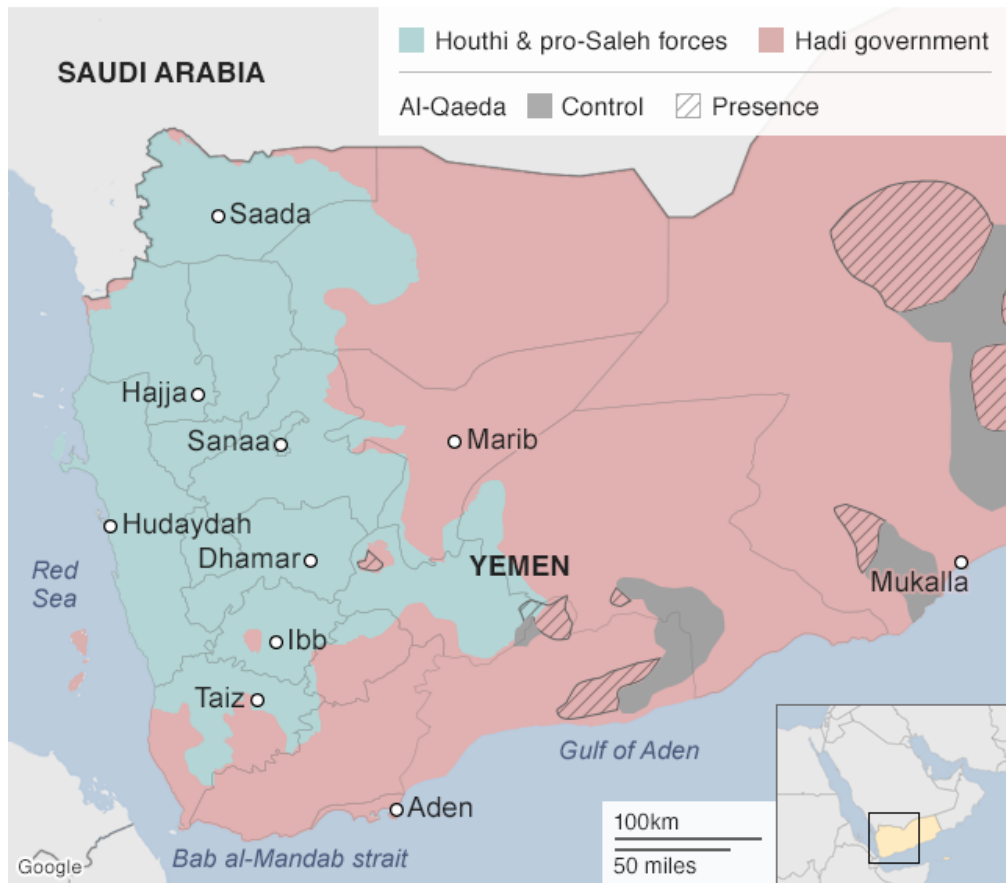 Houthi & pro-Saleh forces
Hadi government
Al-Qaeda
Control
Presence
SAUDI ARABIA
Saada
Hajja
Sanaa
Marib
Hudaydah
Dhamar
YEMEN
Mukalla
Red
Sea
Ibb
Taiz
Gulf of Aden
Aden
100km
50 miles
Bab al-Mandab strait
Google